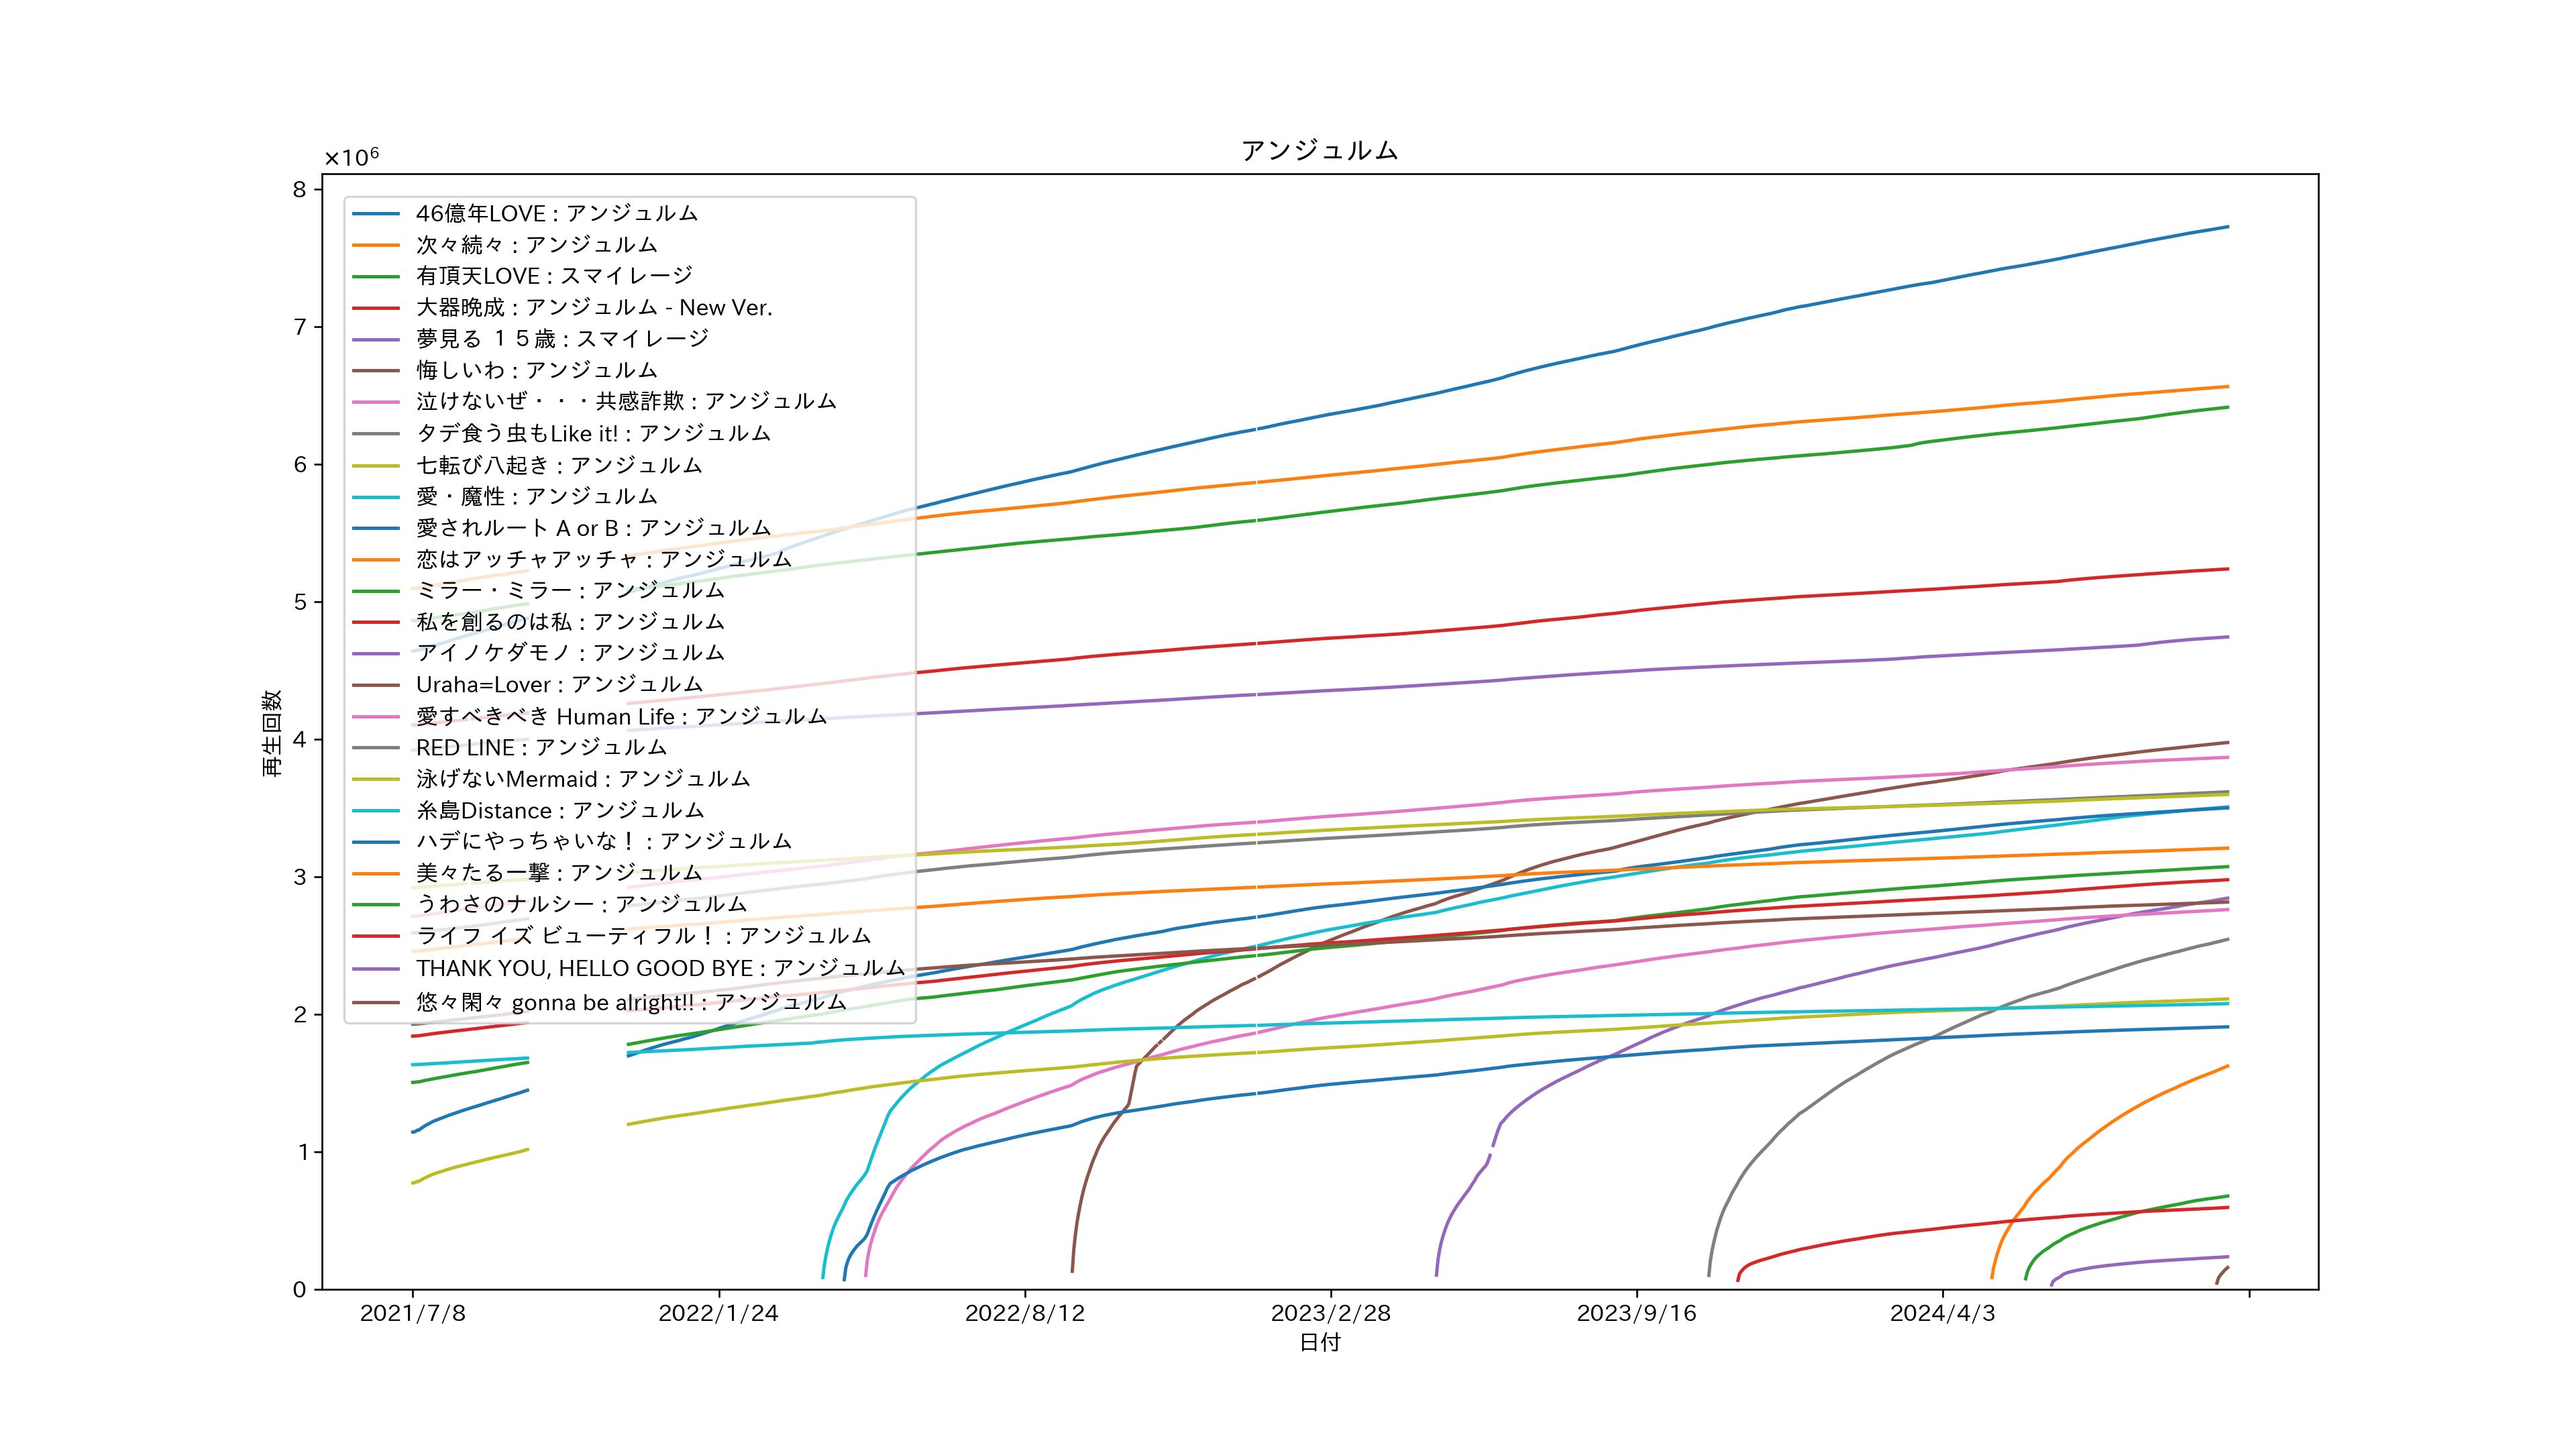 アンジュルム
×10⁶
8
7
6
5
4
3
2
1
0
再生回数
46億年LOVE : アンジュルム
次々続々 : アンジュルム
有頂天LOVE : スマイレージ
大器晩成 : アンジュルム - New Ver.
夢見る １５歳 : スマイレージ
悔しいわ : アンジュルム
泣けないぜ・・・共感詐欺 : アンジュルム
タデ食う虫もLike it! : アンジュルム
七転び八起き : アンジュルム
愛・魔性 : アンジュルム
愛されルート A or B : アンジュルム
恋はアッチャアッチャ : アンジュルム
ミラー・ミラー : アンジュルム
私を創るのは私 : アンジュルム
アイノケダモノ : アンジュルム
Uraha=Lover : アンジュルム
愛すべきべき Human Life : アンジュルム
RED LINE : アンジュルム
泳げないMermaid : アンジュルム
糸島Distance : アンジュルム
ハデにやっちゃいな！ : アンジュルム
美々たる一撃 : アンジュルム
うわさのナルシー : アンジュルム
ライフ イズ ビューティフル！ : アンジュルム
THANK YOU, HELLO GOOD BYE : アンジュルム
悠々閑々 gonna be alright!! : アンジュルム
2021/7/8 2022/1/24 2022/8/12 2023/2/28 2023/9/16 2024/4/3
日付